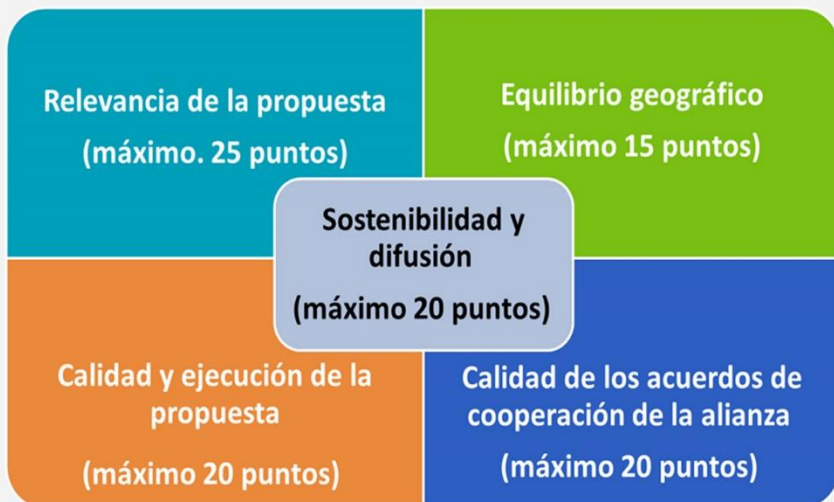 Relevancia de la propuesta
(máximo. 25 puntos)
Equilibrio geográfico
(máximo 15 puntos)
Sostenibilidad y
difusión
(máximo 20 puntos)
Calidad y ejecución de la
propuesta
(máximo 20 puntos)
Calidad de los acuerdos de
cooperación de la alianza
(máximo 20 puntos)